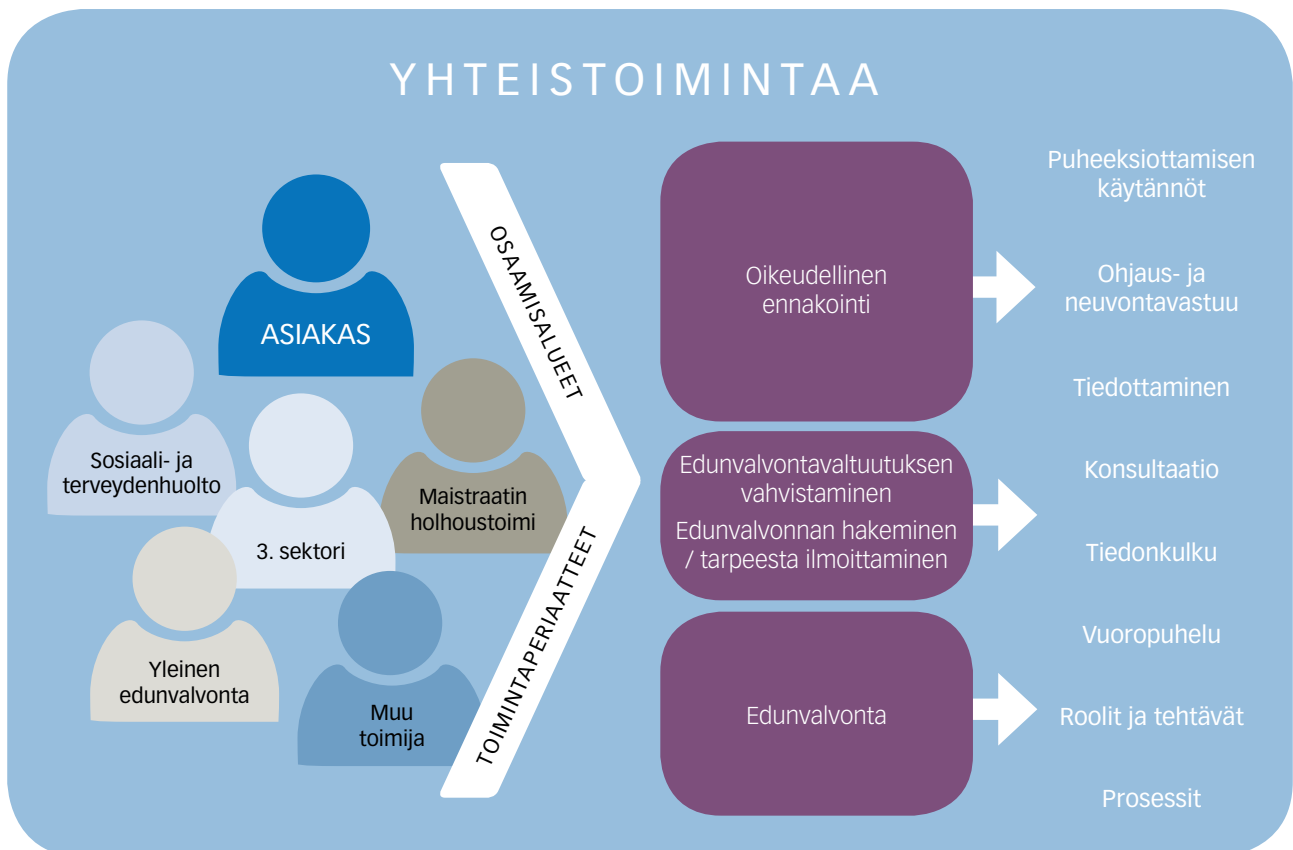 YHTEISTOIMINTAA
ASIAKAS
Sosiaali- ja
terveydenhuolto
3. sektori
Maistraatin
holhoustoimi
Yleinen
edunvalvonta
Muu
toimija
OSAAMISALUEET
TOIMINTAPERIAATTEET
Oikeudellinen
ennakointi
Edunvalvontavaltuutuksen
vahvistaminen
Edunvalvonnan hakeminen
/ tarpeesta ilmoittaminen
Edunvalvonta
Puheeksiottamisen
käytännöt
Ohjaus- ja
neuvontavastuu
Tiedottaminen
Konsultaatio
Tiedonkulku
Vuoropuhelu
Roolit ja tehtävät
Prosessit